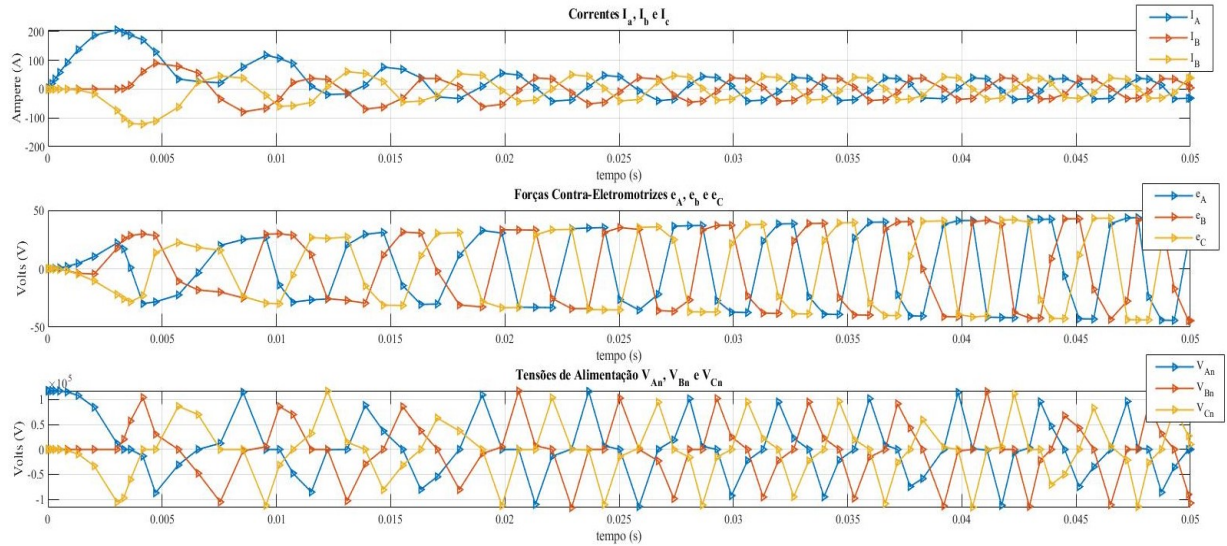 Correntes I_a, I_b e I_c
Ampere (A)
200
100
0
-100
-200
0 0.005 0.01 0.015 0.02 0.025 0.03 0.035 0.04 0.045 0.05
tempo (s)
I_A
I_B
I_B
Forças Contra-Eletromotrizes e_A, e_b e e_C
Volts (V)
50
0
-50
0 0.005 0.01 0.015 0.02 0.025 0.03 0.035 0.04 0.045 0.05
tempo (s)
e_A
e_B
e_C
Tensões de Alimentação V_An, V_Bn e V_Cn
×10^5
Volts (V)
1
0.5
0
-0.5
-1
0 0.005 0.01 0.015 0.02 0.025 0.03 0.035 0.04 0.045 0.05
tempo (s)
V_An
V_Bn
V_Cn